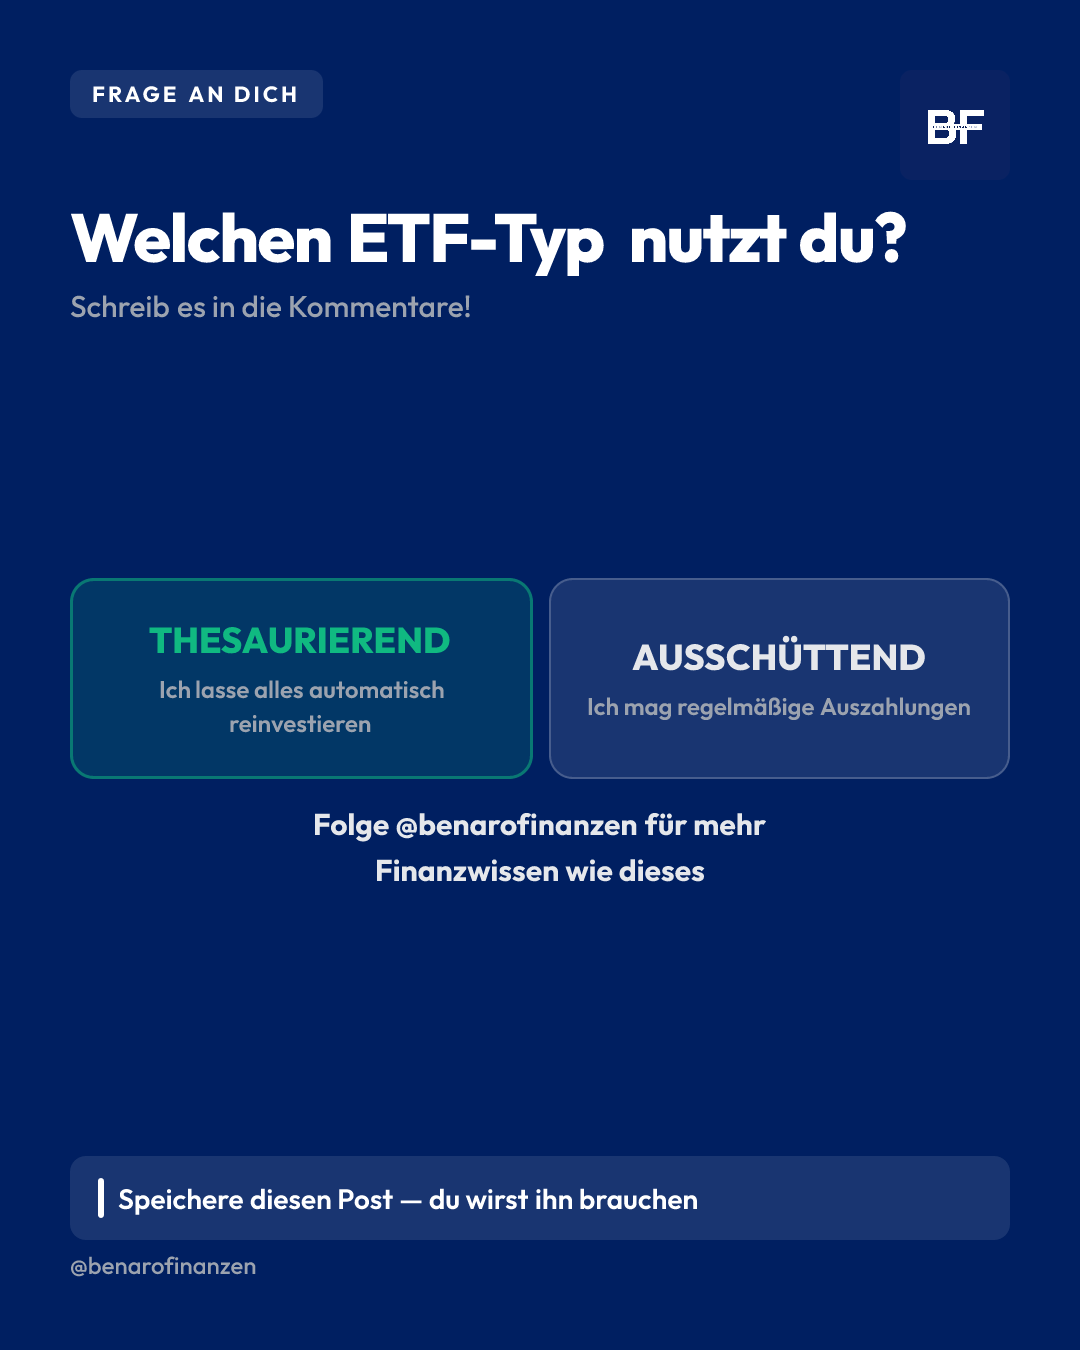 FRAGE AN DICH
BF
Welchen ETF-Typ  nutzt du?
Schreib es in die Kommentare!
THESAURIEREND
Ich lasse alles automatisch
reinvestieren
AUSSCHÜTTEND
Ich mag regelmäßige Auszahlungen
Folge @benarofinanzen für mehr
Finanzwissen wie dieses
Speichere diesen Post — du wirst ihn brauchen
@benarofinanzen